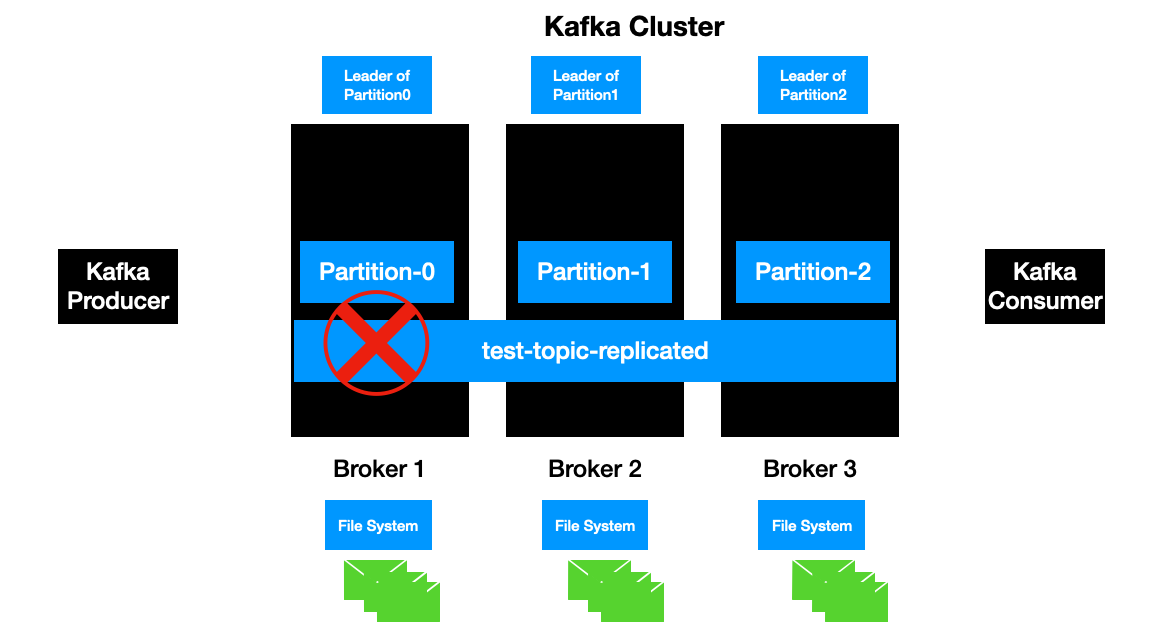 Kafka Cluster
Leader of
Partition0
Leader of
Partition1
Leader of
Partition2
Kafka
Producer
Partition-0
Partition-1
Partition-2
Kafka
Consumer
test-topic-replicated
Broker 1
Broker 2
Broker 3
File System
File System
File System